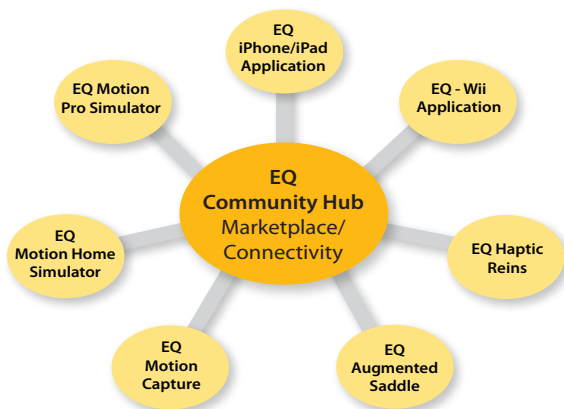 EQ
iPhone/iPad
Application
EQ Motion
Pro Simulator
EQ - Wii
Application
EQ
Community Hub
Marketplace/
Connectivity
EQ
Motion Home
Simulator
EQ Haptic
Reins
EQ
Motion
Capture
EQ
Augmented
Saddle